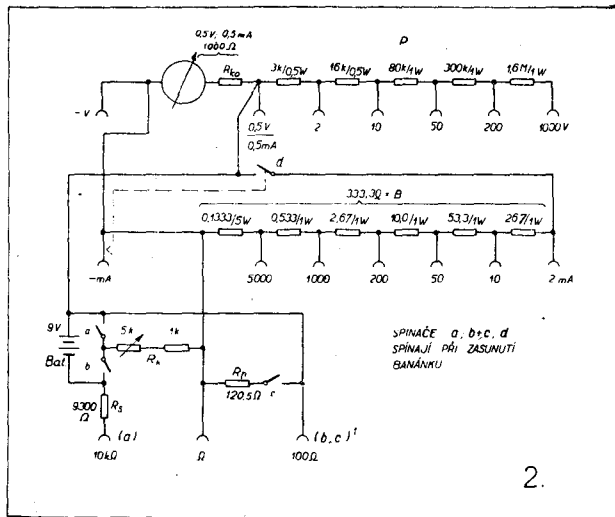 0,5V, 0,5mA
1000 Ω
P
Rko
3k/0,5W
16k/0,5W
80k/1W
300k/1W
1,6M/1W
-V
0,5V
0,5mA
2
10
50
200
1000V
d
333,3Ω = B
0,1333/5W
0,533/1W
2,67/1W
10,0/1W
53,3/1W
267/1W
-mA
5000
1000
200
50
10
2 mA
9V
Bat.
a
b
5k
1k
9300
Ω
Rs
Rp
120,5Ω
c
SPÍNAČE a, b+c, d
SPÍNAJÍ PŘI ZASUNUTÍ
BANÁNKU
(a)
(b,c)
10kΩ
Ω
100Ω
2.